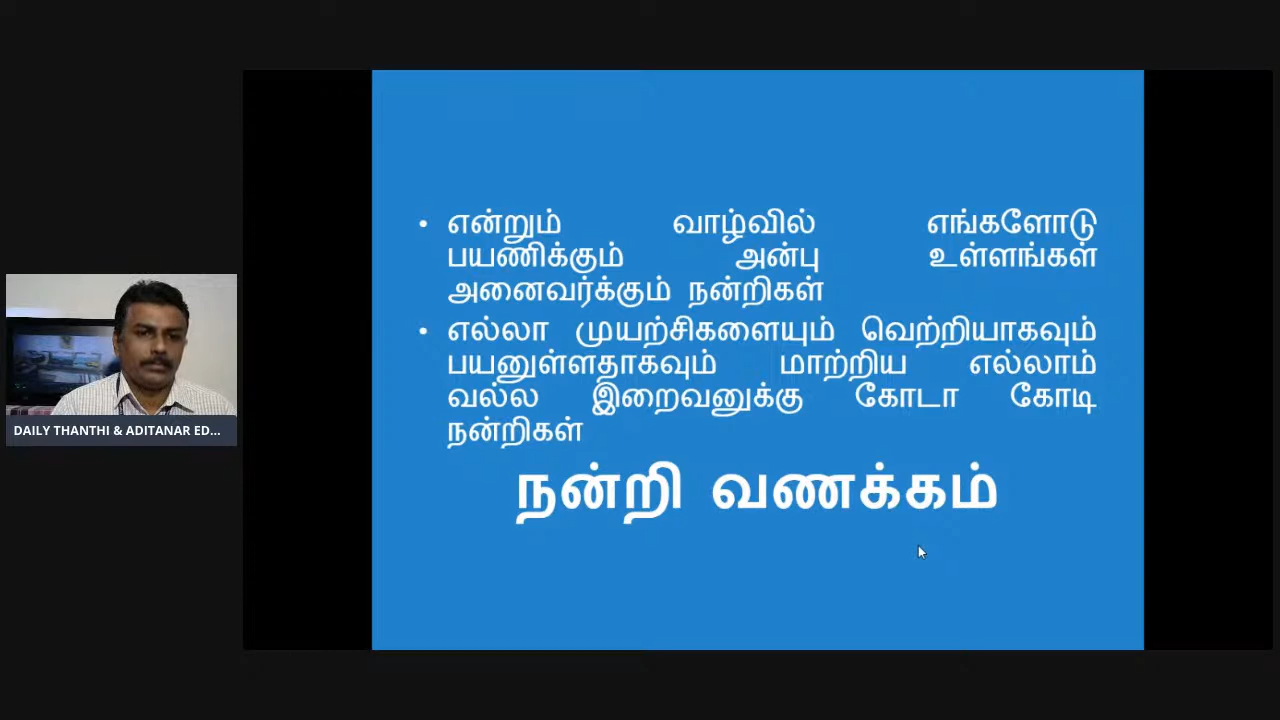 • என்றும் வாழ்வில் எங்களோடு
பயணிக்கும் அன்பு உள்ளங்கள்
அனைவர்க்கும் நன்றிகள்
• எல்லா முயற்சிகளையும் வெற்றியாகவும்
பயனுள்ளதாகவும் மாற்றிய எல்லாம்
வல்ல இறைவனுக்கு கோடா கோடி
நன்றிகள்
நன்றி வணக்கம்
DAILY THANTHI & ADITANAR ED...